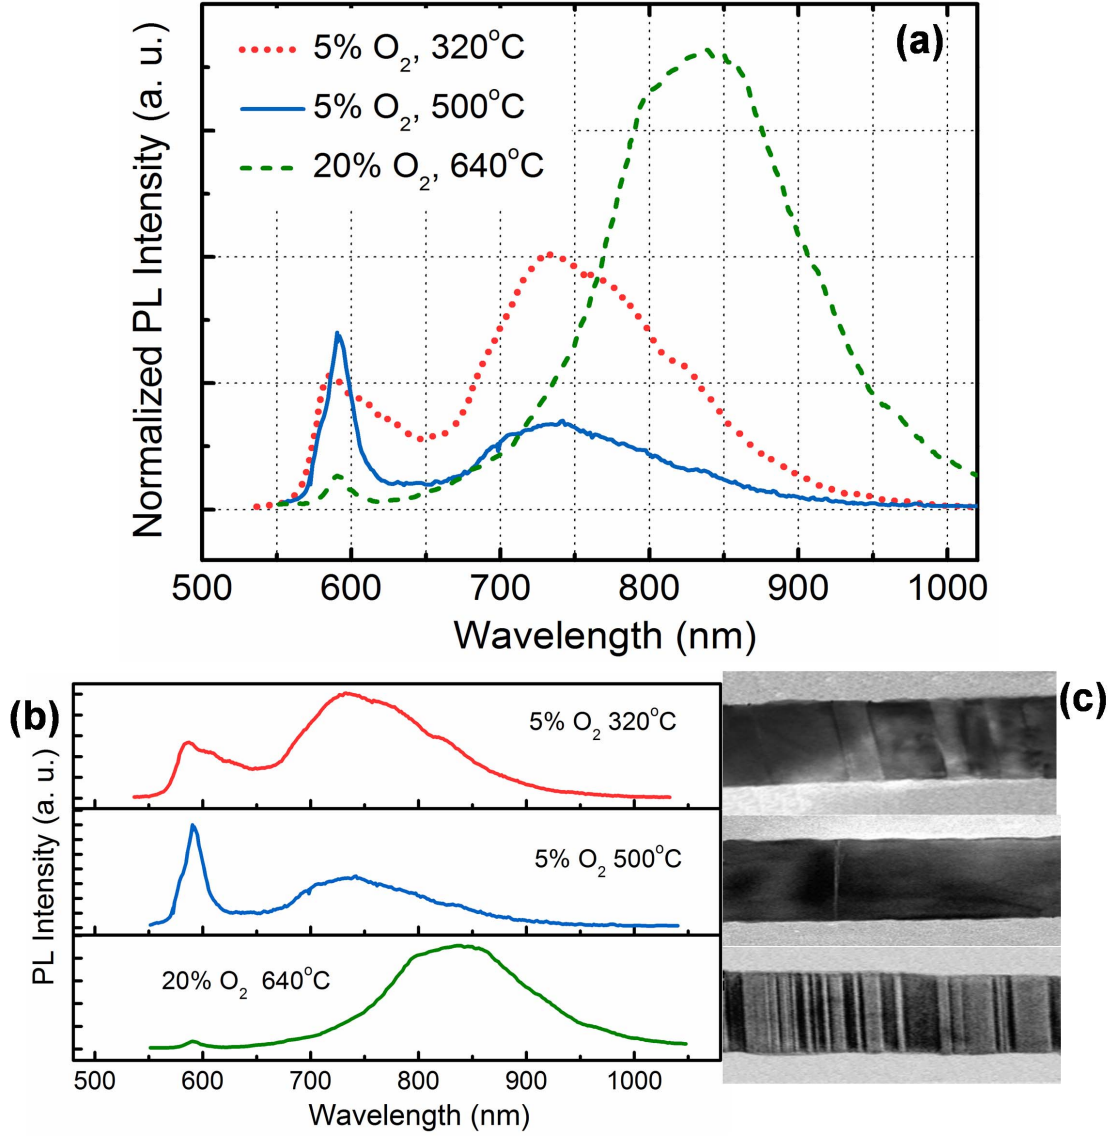 (a)
5% O₂, 320°C
5% O₂, 500°C
20% O₂, 640°C
Normalized PL Intensity (a. u.)
500 600 700 800 900 1000
Wavelength (nm)
(b)
5% O₂ 320°C
5% O₂ 500°C
20% O₂ 640°C
PL Intensity (a. u.)
500 600 700 800 900 1000
Wavelength (nm)
(c)